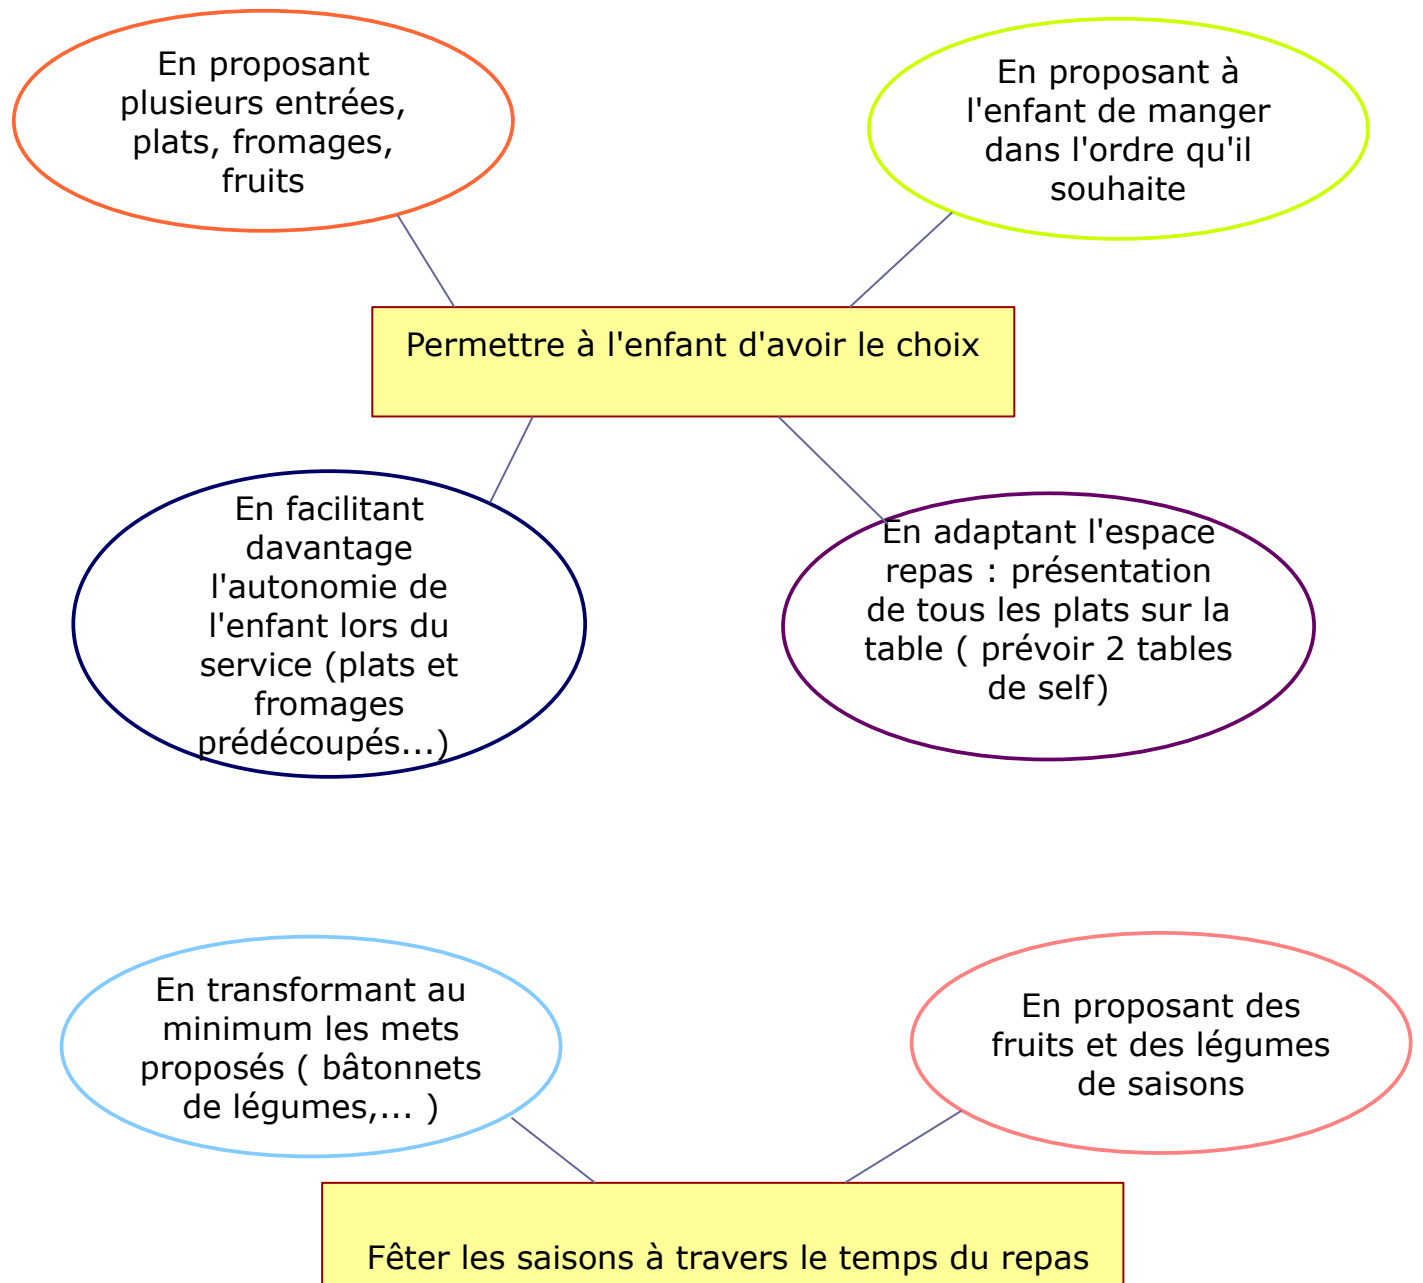 En proposant
plusieurs entrées,
plats, fromages,
fruits
En proposant à
l'enfant de manger
dans l'ordre qu'il
souhaite
Permettre à l'enfant d'avoir le choix
En facilitant
davantage
l'autonomie de
l'enfant lors du
service (plats et
fromages
prédécoupés...)
En adaptant l'espace
repas : présentation
de tous les plats sur la
table ( prévoir 2 tables
de self)
En transformant au
minimum les mets
proposés ( bâtonnets
de légumes,... )
En proposant des
fruits et des légumes
de saisons
Fêter les saisons à travers le temps du repas